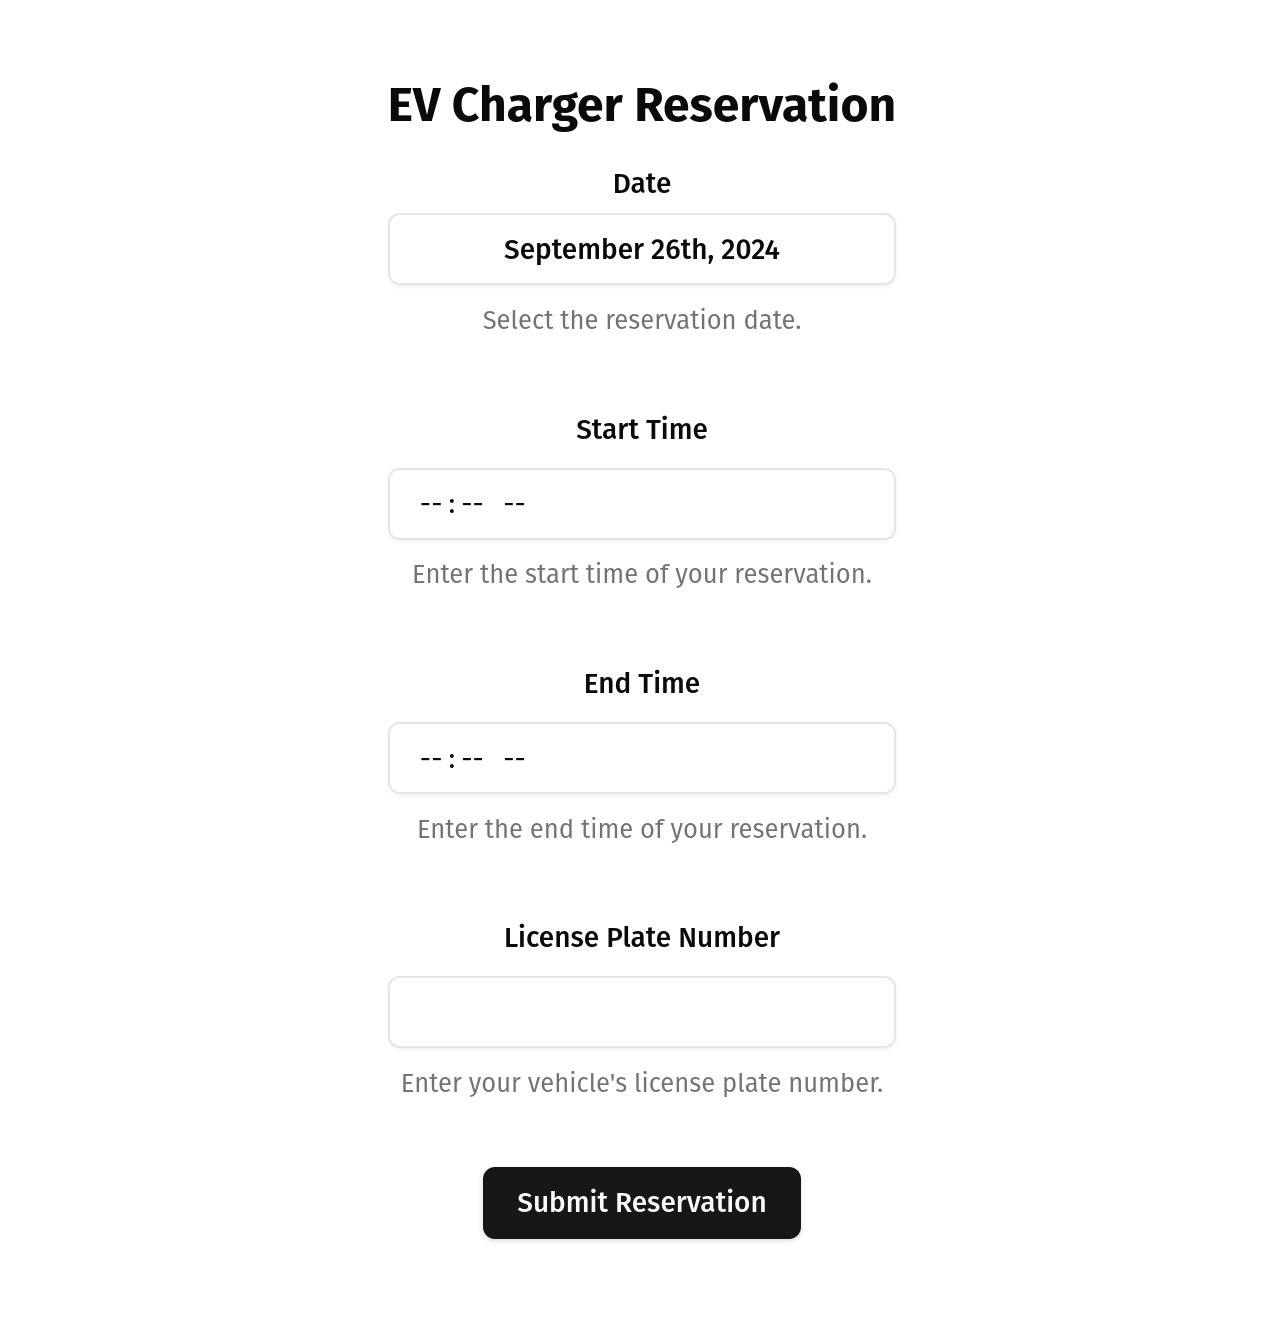 EV Charger Reservation
Date
September 26th, 2024
Select the reservation date.
Start Time
--:-- --
Enter the start time of your reservation.
End Time
--:-- --
Enter the end time of your reservation.
License Plate Number
Enter your vehicle's license plate number.
Submit Reservation